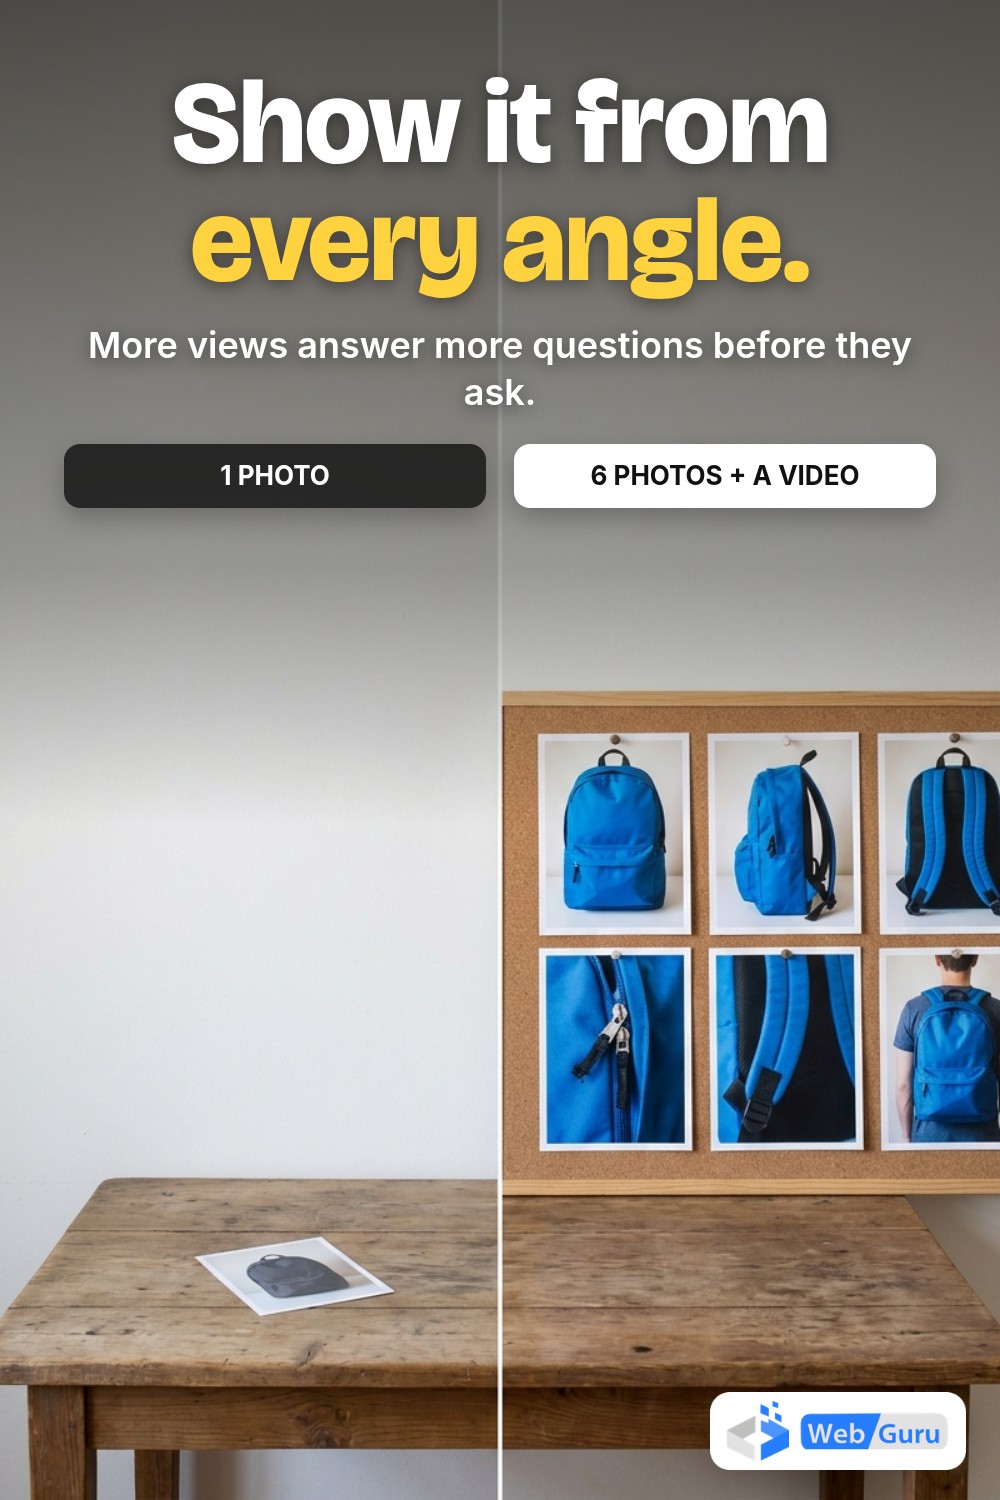 Show it from
every angle.
More views answer more questions before they
ask.
1 PHOTO
6 PHOTOS + A VIDEO
Web Guru